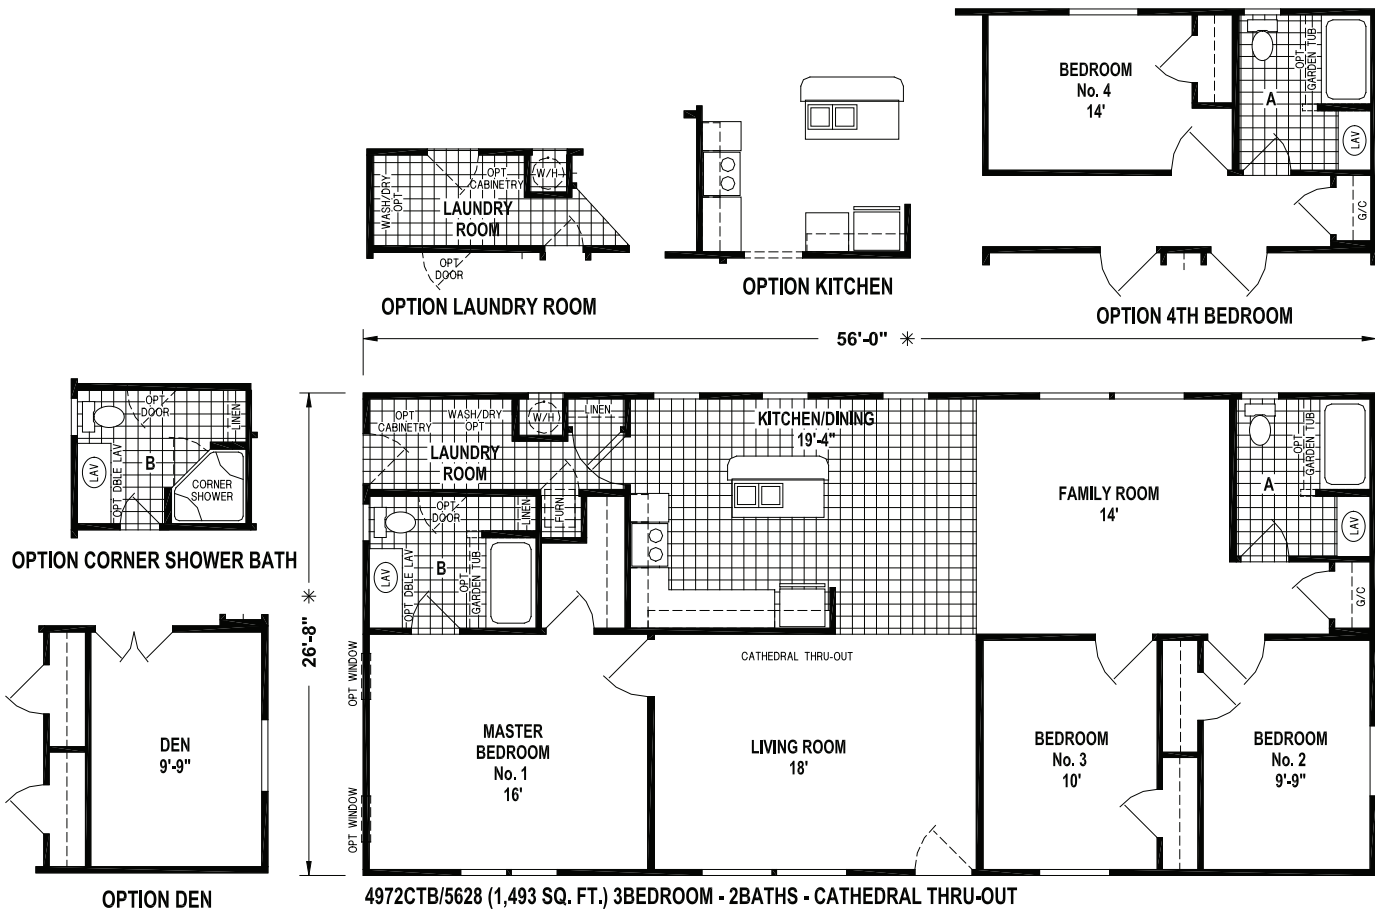 BEDROOM
No. 4
14'
OPT
GARDEN TUB
A
LAV
G/C
OPTION 4TH BEDROOM
WASH/DRY
OPT
OPT
CABINETRY
W/H
LAUNDRY
ROOM
OPT
DOOR
OPTION LAUNDRY ROOM
OPTION KITCHEN
56'-0" ✳
OPT
DOOR
LINEN
LAV
OPT DBLE LAV
B
CORNER
SHOWER
OPTION CORNER SHOWER BATH
26'-8" ✳
OPT
CABINETRY
WASH/DRY
OPT
W/H
LINEN
LAUNDRY
ROOM
KITCHEN/DINING
19'-4"
FAMILY ROOM
14'
OPT
GARDEN TUB
A
LAV
G/C
OPT
DOOR
LINEN
FURN
LAV
OPT DBLE LAV
B
OPT
GARDEN TUB
DEN
9'-9"
OPTION DEN
OPT WINDOW
OPT WINDOW
MASTER
BEDROOM
No. 1
16'
CATHEDRAL THRU-OUT
LIVING ROOM
18'
BEDROOM
No. 3
10'
BEDROOM
No. 2
9'-9"
4972CTB/5628 (1,493 SQ. FT.) 3BEDROOM - 2BATHS - CATHEDRAL THRU-OUT